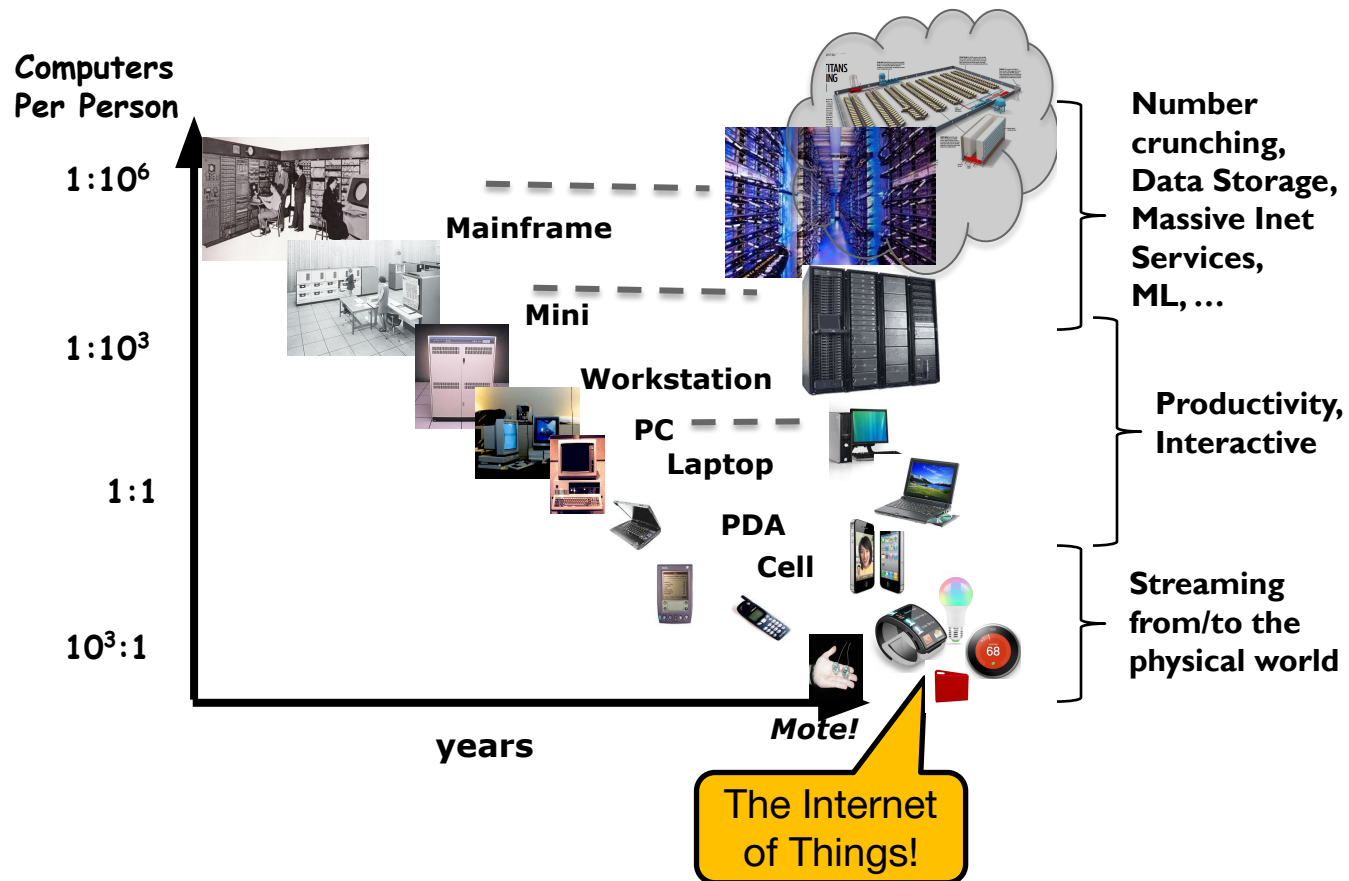 Computers
Per Person
1:10⁶
1:10³
1:1
10³:1
TITANS
ING
Mainframe
Mini
Workstation
PC
Laptop
PDA
Cell
68
Mote!
years
The Internet
of Things!
Number
crunching,
Data Storage,
Massive Inet
Services,
ML, …
Productivity,
Interactive
Streaming
from/to the
physical world